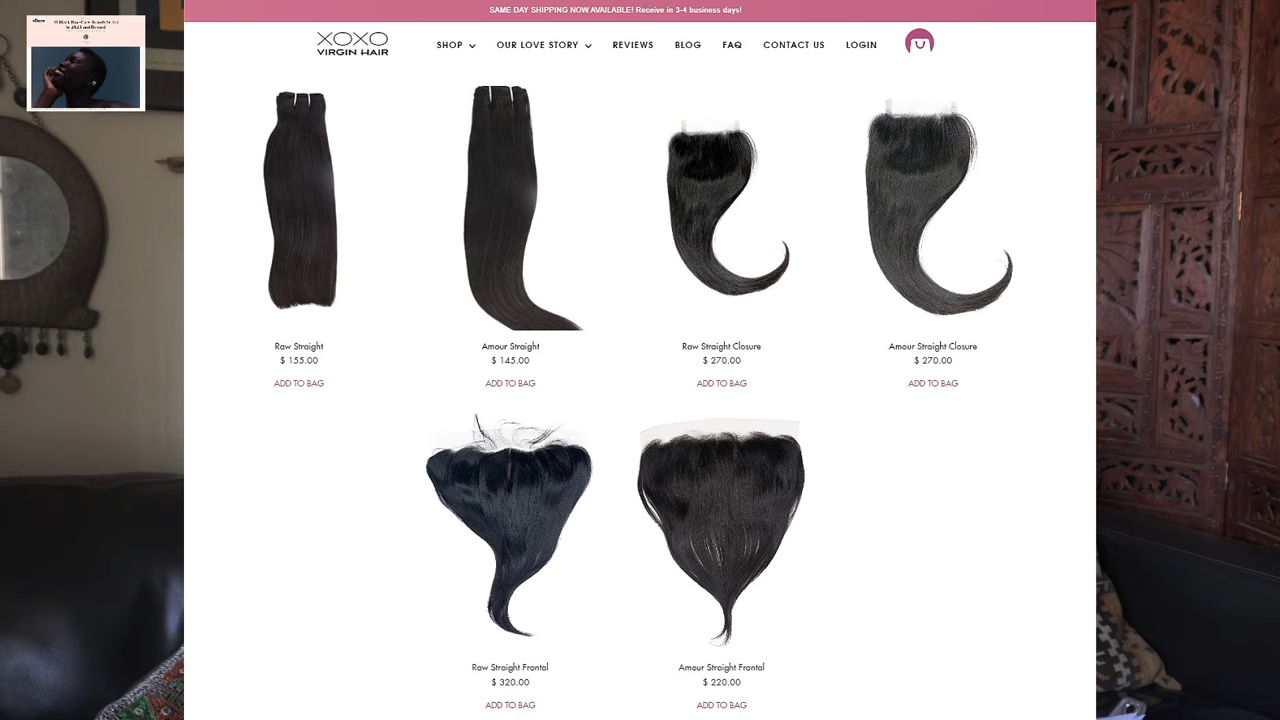 SAME DAY SHIPPING NOW AVAILABLE! Receive in 3-4 business days!
XOXO
VIRGIN HAIR
SHOP
OUR LOVE STORY
REVIEWS
BLOG
FAQ
CONTACT US
LOGIN
Raw Straight
$ 155.00
ADD TO BAG
Amour Straight
$ 145.00
ADD TO BAG
Raw Straight Closure
$ 270.00
ADD TO BAG
Amour Straight Closure
$ 270.00
ADD TO BAG
Raw Straight Frontal
$ 320.00
ADD TO BAG
Amour Straight Frontal
$ 220.00
ADD TO BAG